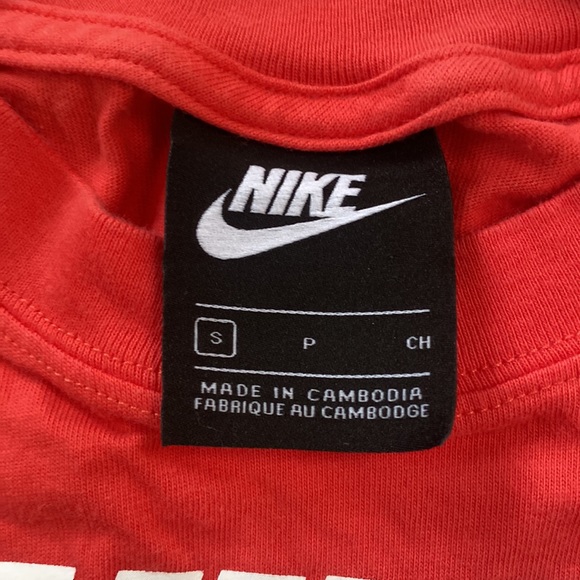 NIKE
S P CH
MADE IN CAMBODIA
FABRIQUE AU CAMBODGE